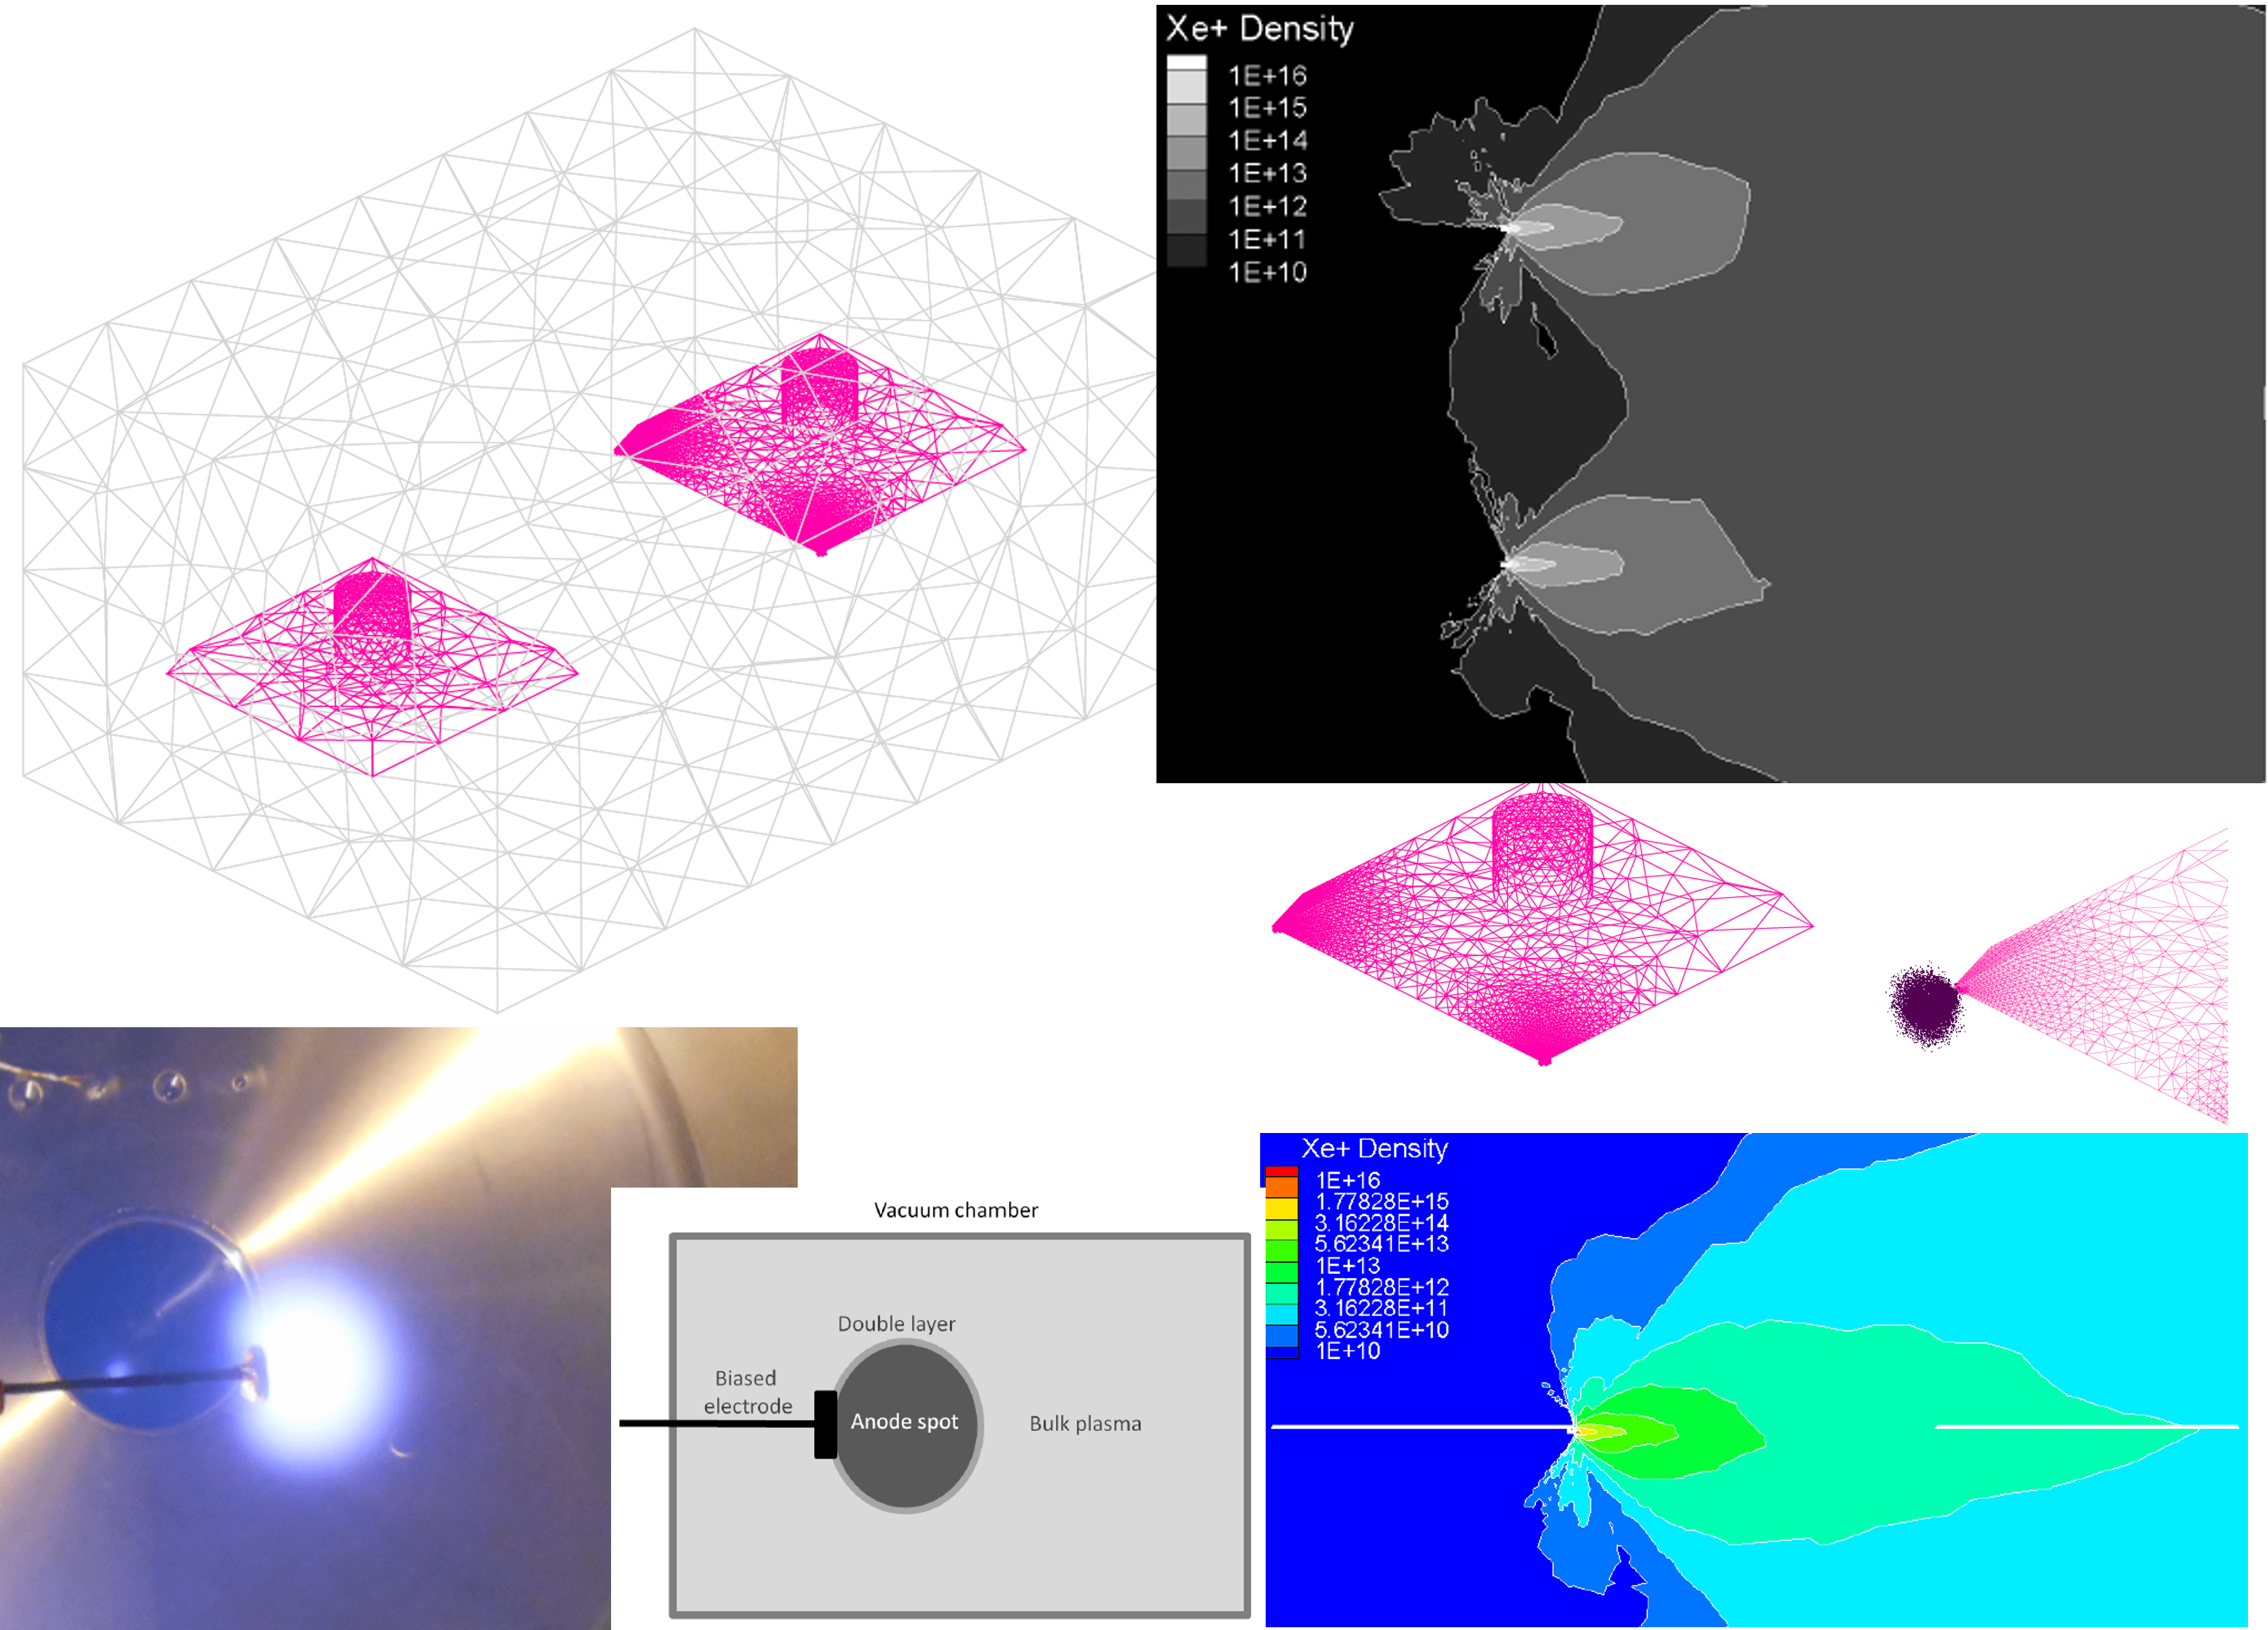 Xe+ Density
1E+16
1E+15
1E+14
1E+13
1E+12
1E+11
1E+10
Vacuum chamber
Double layer
Biased
electrode
Anode spot
Bulk plasma
Xe+ Density
1E+16
1.77828E+15
3.16228E+14
5.62341E+13
1E+13
1.77828E+12
3.16228E+11
5.62341E+10
1E+10